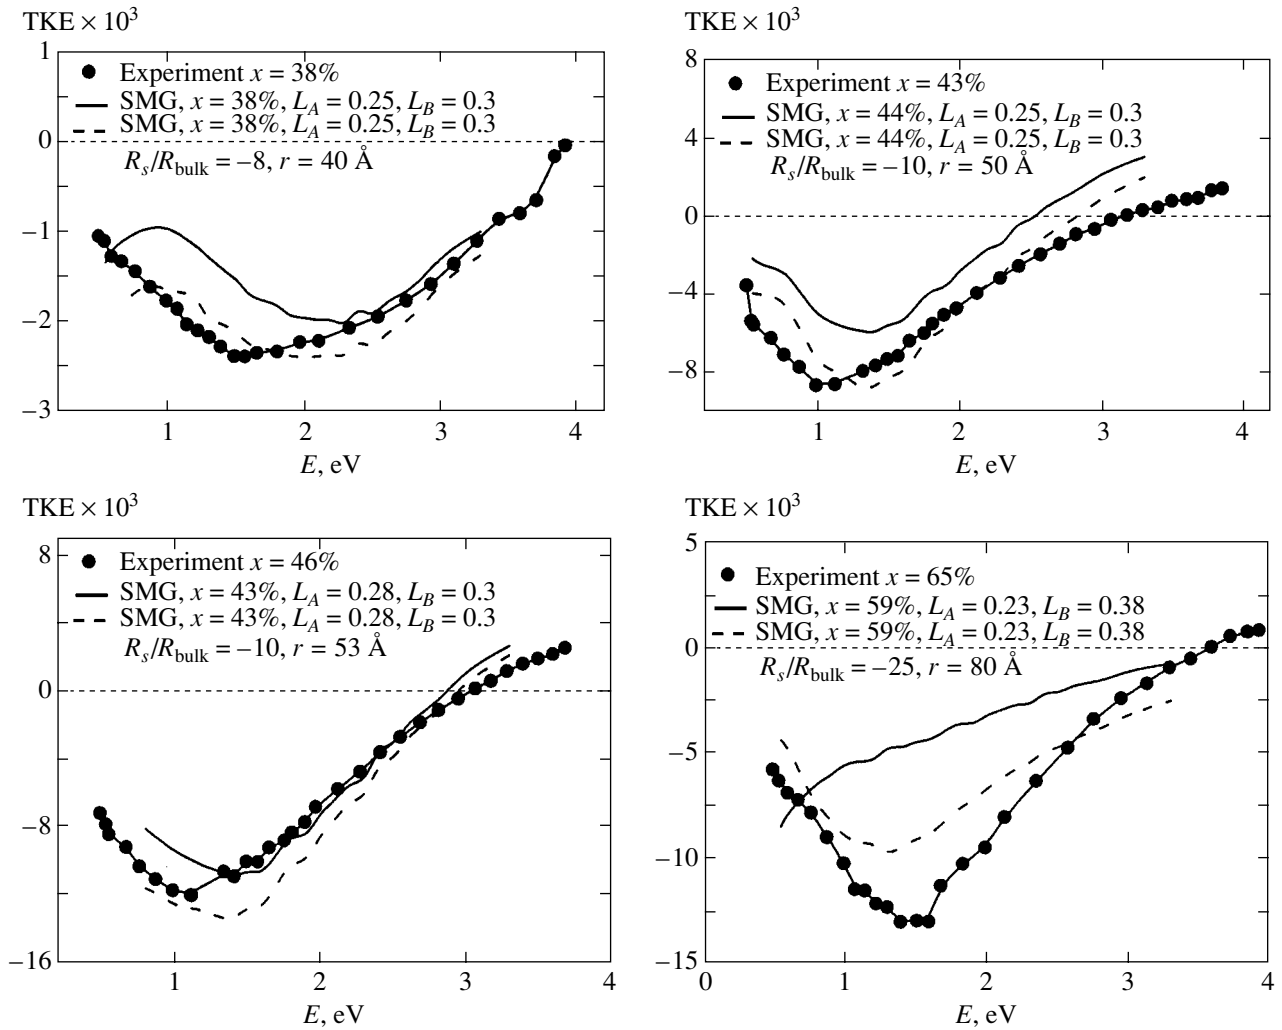 TKE × 10³
1
Experiment x = 38%
SMG, x = 38%, L_A = 0.25, L_B = 0.3
SMG, x = 38%, L_A = 0.25, L_B = 0.3
0
R_s/R_bulk = −8, r = 40 Å
−1
−2
−3
1 2 3 4
E, eV
TKE × 10³
8
Experiment x = 43%
SMG, x = 44%, L_A = 0.25, L_B = 0.3
4
SMG, x = 44%, L_A = 0.25, L_B = 0.3
R_s/R_bulk = −10, r = 50 Å
0
−4
−8
1 2 3 4
E, eV
TKE × 10³
8
Experiment x = 46%
SMG, x = 43%, L_A = 0.28, L_B = 0.3
SMG, x = 43%, L_A = 0.28, L_B = 0.3
R_s/R_bulk = −10, r = 53 Å
0
−8
−16
1 2 3 4
E, eV
TKE × 10³
5
Experiment x = 65%
SMG, x = 59%, L_A = 0.23, L_B = 0.38
SMG, x = 59%, L_A = 0.23, L_B = 0.38
0
R_s/R_bulk = −25, r = 80 Å
−5
−10
−15
0 1 2 3 4
E, eV